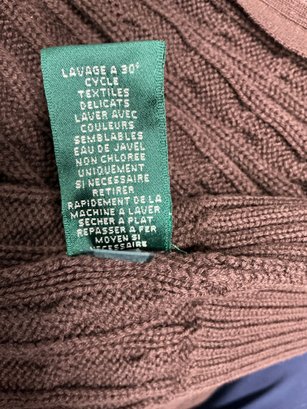 LAVAGE A 30°
CYCLE
TEXTILES
DELICATS
LAVER AVEC
COULEURS
SEMBLABLES
EAU DE JAVEL
NON CHLOREE
UNIQUEMENT
SI NECESSAIRE
RETIRER
RAPIDEMENT DE LA
MACHINE A LAVER
SECHER A PLAT
REPASSER A FER
MOYEN SI
NECESSAIRE